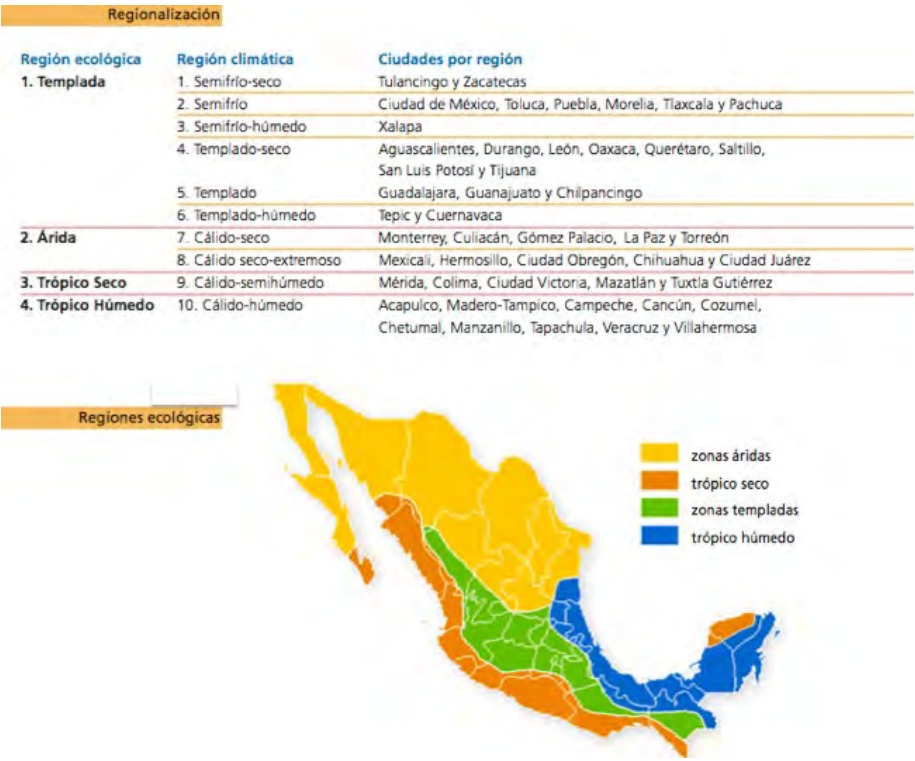 Regionalización
Región ecológica Región climática Ciudades por región
1. Templada 1. Semifrío-seco Tulancingo y Zacatecas
2. Semifrío Ciudad de México, Toluca, Puebla, Morelia, Tlaxcala y Pachuca
3. Semifrío-húmedo Xalapa
4. Templado-seco Aguascalientes, Durango, León, Oaxaca, Querétaro, Saltillo,
San Luis Potosí y Tijuana
5. Templado Guadalajara, Guanajuato y Chilpancingo
6. Templado-húmedo Tepic y Cuernavaca
2. Árida 7. Cálido-seco Monterrey, Culiacán, Gómez Palacio, La Paz y Torreón
8. Cálido seco-extremoso Mexicali, Hermosillo, Ciudad Obregón, Chihuahua y Ciudad Juárez
3. Trópico Seco 9. Cálido-semihúmedo Mérida, Colima, Ciudad Victoria, Mazatlán y Tuxtla Gutiérrez
4. Trópico Húmedo 10. Cálido-húmedo Acapulco, Madero-Tampico, Campeche, Cancún, Cozumel,
Chetumal, Manzanillo, Tapachula, Veracruz y Villahermosa
Regiones ecológicas
zonas áridas
trópico seco
zonas templadas
trópico húmedo